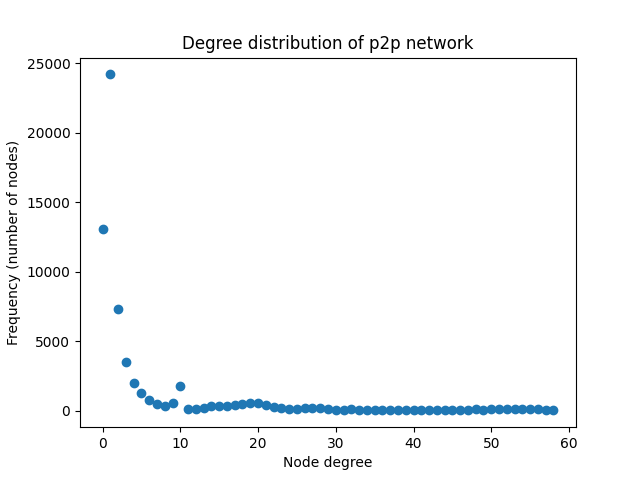 Degree distribution of p2p network
Frequency (number of nodes)
25000
20000
15000
10000
5000
0
0 10 20 30 40 50 60
Node degree